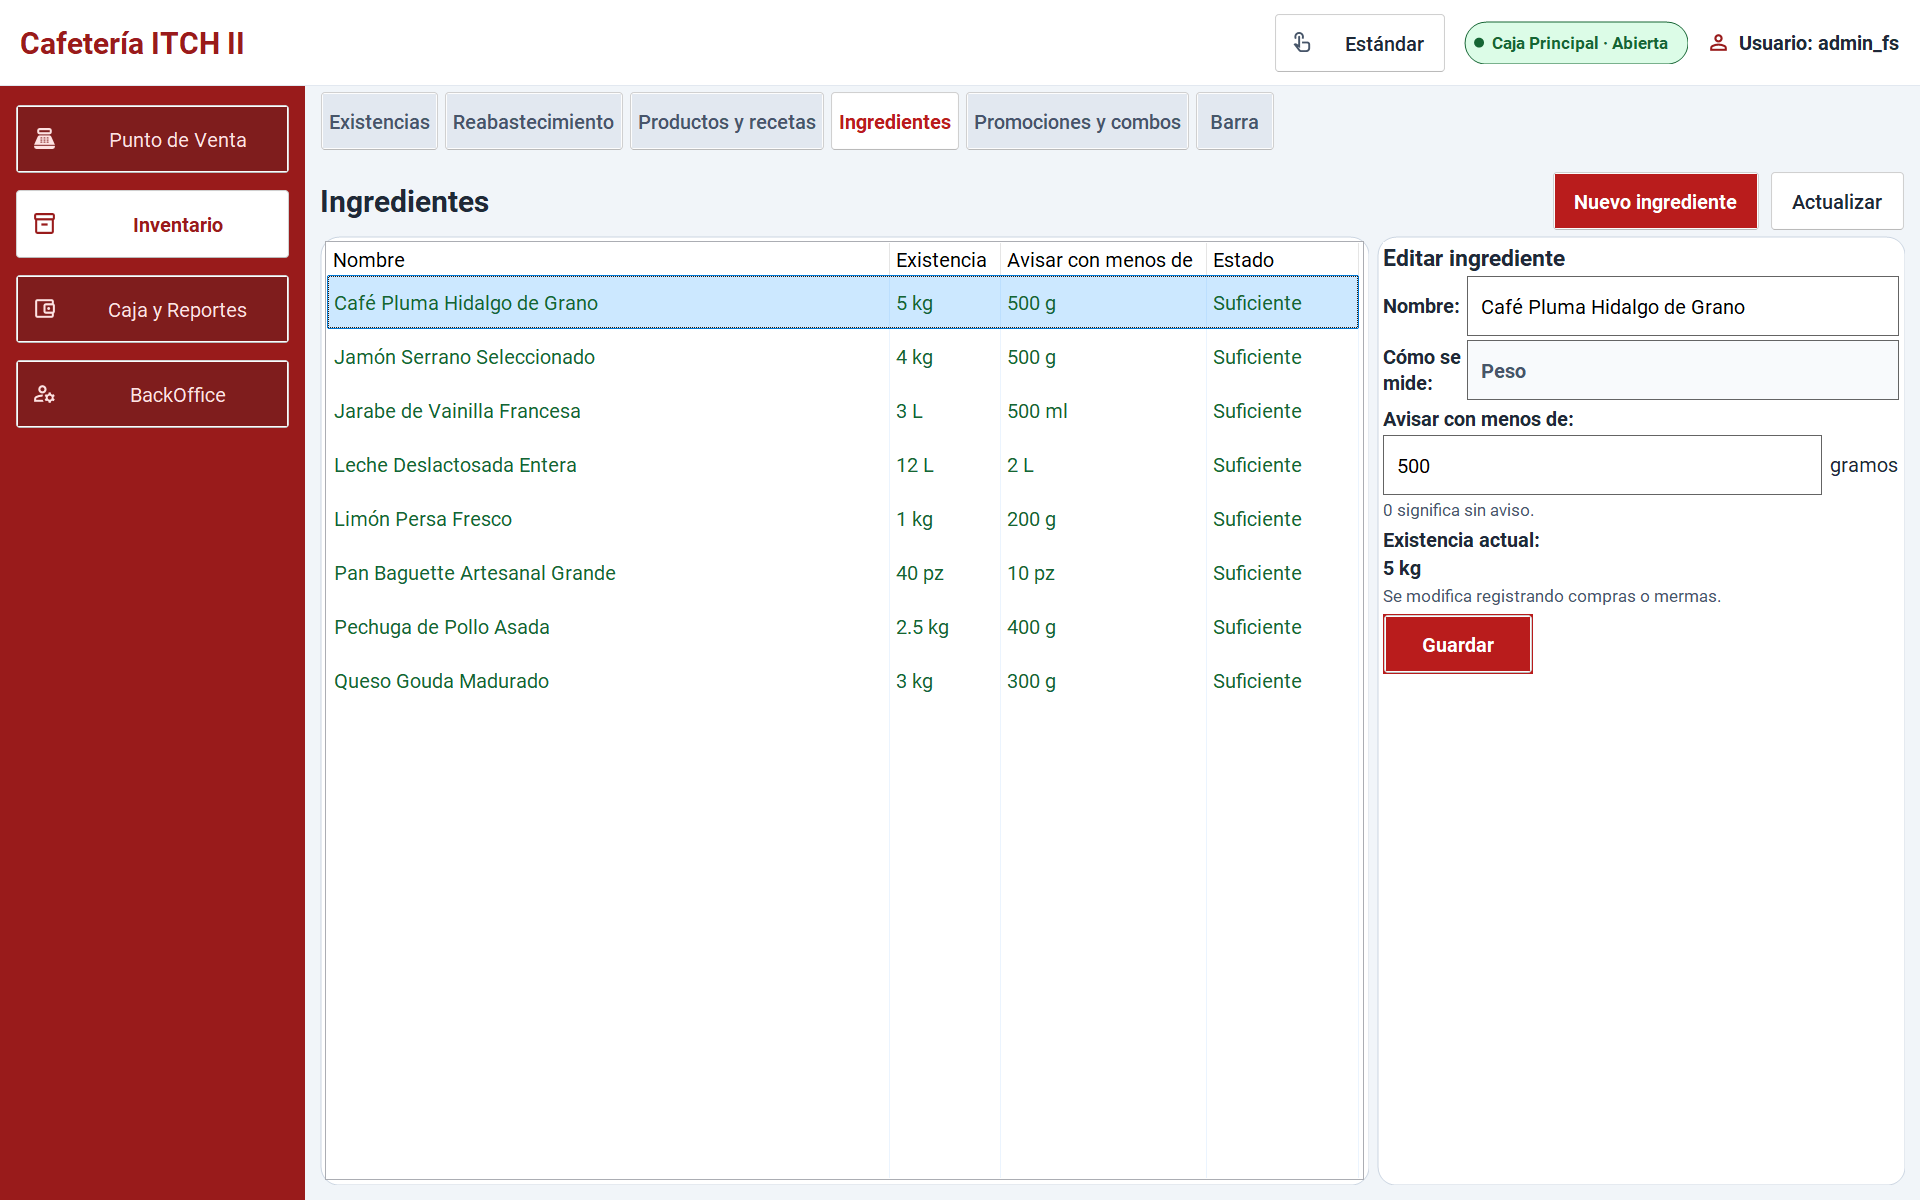 Cafetería ITCH II
Estándar
Caja Principal · Abierta
Usuario: admin_fs
Punto de Venta
Inventario
Caja y Reportes
BackOffice
Existencias
Reabastecimiento
Productos y recetas
Ingredientes
Promociones y combos
Barra
Ingredientes
Nuevo ingrediente
Actualizar
Nombre Existencia Avisar con menos de Estado
Café Pluma Hidalgo de Grano 5 kg 500 g Suficiente
Jamón Serrano Seleccionado 4 kg 500 g Suficiente
Jarabe de Vainilla Francesa 3 L 500 ml Suficiente
Leche Deslactosada Entera 12 L 2 L Suficiente
Limón Persa Fresco 1 kg 200 g Suficiente
Pan Baguette Artesanal Grande 40 pz 10 pz Suficiente
Pechuga de Pollo Asada 2.5 kg 400 g Suficiente
Queso Gouda Madurado 3 kg 300 g Suficiente
Editar ingrediente
Nombre: Café Pluma Hidalgo de Grano
Cómo se
mide: Peso
Avisar con menos de:
500 gramos
0 significa sin aviso.
Existencia actual:
5 kg
Se modifica registrando compras o mermas.
Guardar